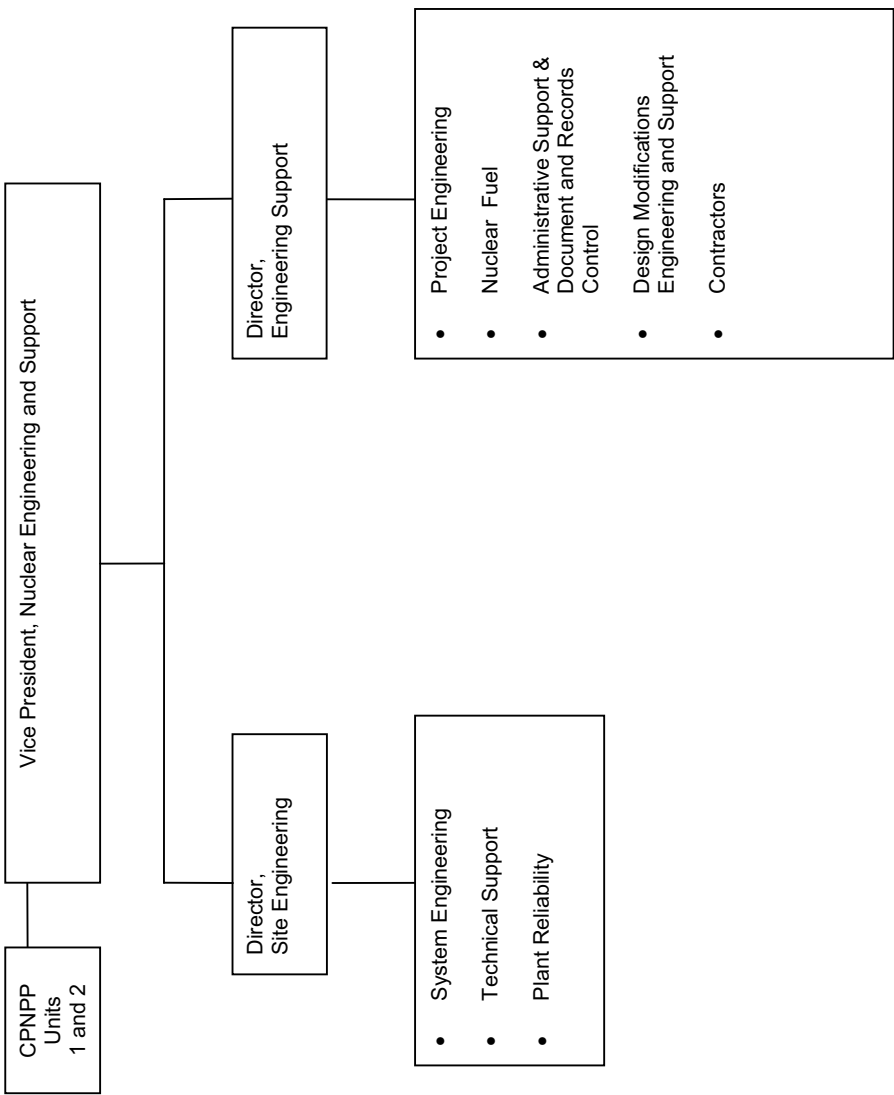 CPNPP
Units
1 and 2
Vice President, Nuclear Engineering and Support
Director,
Site Engineering
• System Engineering
• Technical Support
• Plant Reliability
Director,
Engineering Support
• Project Engineering
• Nuclear Fuel
• Administrative Support &
Document and Records
Control
• Design Modifications
Engineering and Support
• Contractors